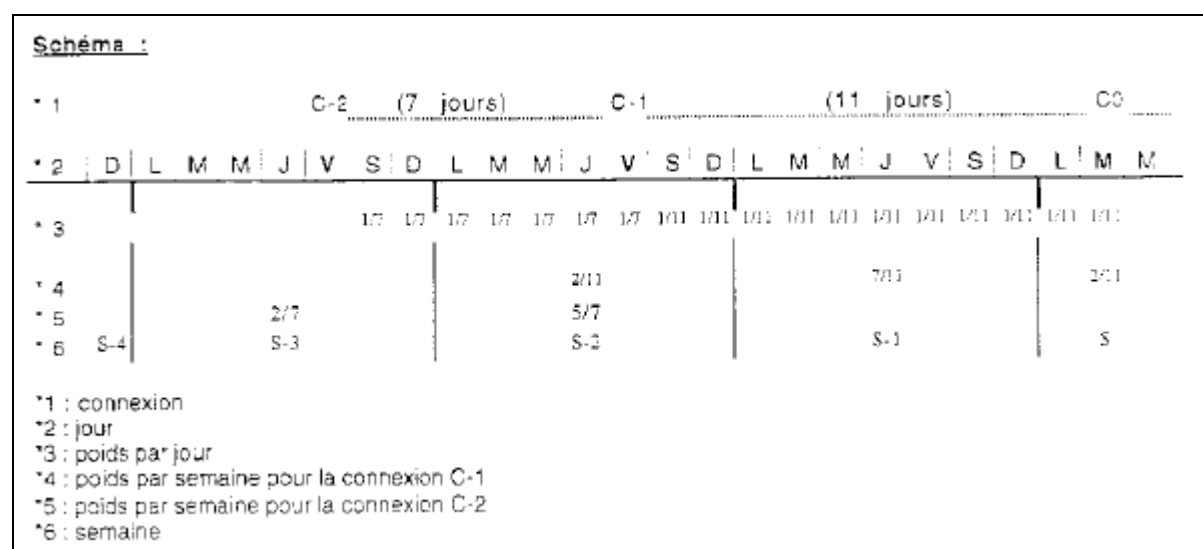 Schéma :
* 1 C-2 (7 jours) C-1 (11 jours) C0
* 2 D L M M J V S D L M M J V S D L M M J V S D L M M
* 3 1/7 1/7 1/7 1/7 1/7 1/7 1/7 1/11 1/11 1/11 1/11 1/11 1/11 1/11 1/11 1/11 1/11 1/11
* 4 2/11 7/11 2/11
* 5 2/7 5/7
* 6 S-4 S-3 S-2 S-1 S
*1 : connexion
*2 : jour
*3 : poids par jour
*4 : poids par semaine pour la connexion C-1
*5 : poids par semaine pour la connexion C-2
*6 : semaine